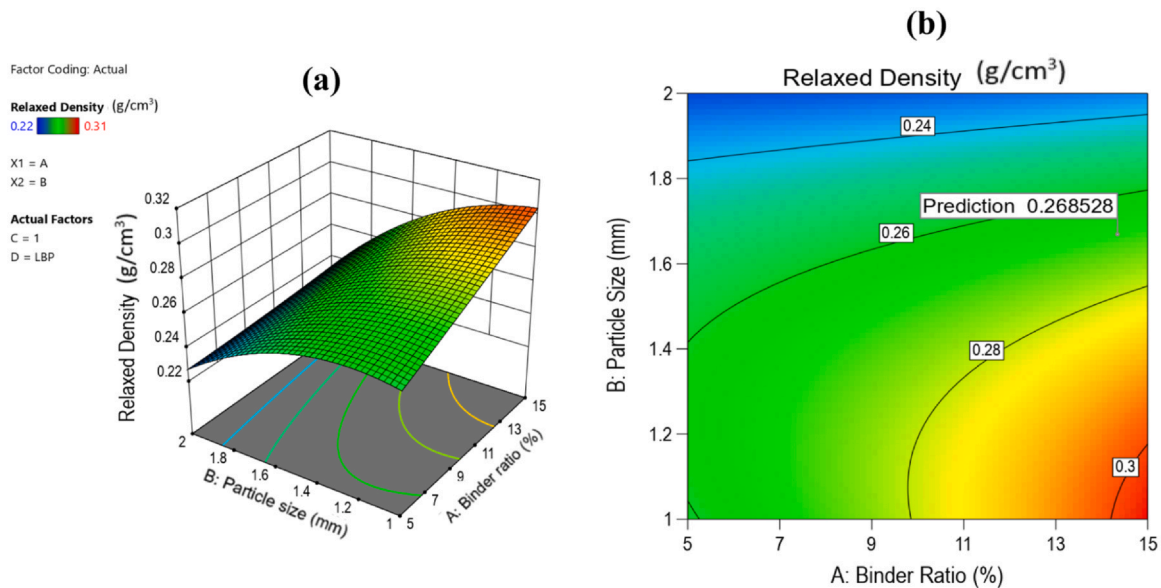 Factor Coding: Actual
Relaxed Density (g/cm³)
0.22 0.31
X1 = A
X2 = B
Actual Factors
C = 1
D = LBP
(a)
Relaxed Density (g/cm³)
0.32
0.3
0.28
0.26
0.24
0.22
2
1.8
1.6
1.4
1.2
1
B: Particle size (mm)
5
7
9
11
13
15
A: Binder ratio (%)
(b)
Relaxed Density (g/cm³)
B: Particle Size (mm)
2
1.8
1.6
1.4
1.2
1
0.24
Prediction 0.268528
0.26
0.28
0.3
5 7 9 11 13 15
A: Binder Ratio (%)